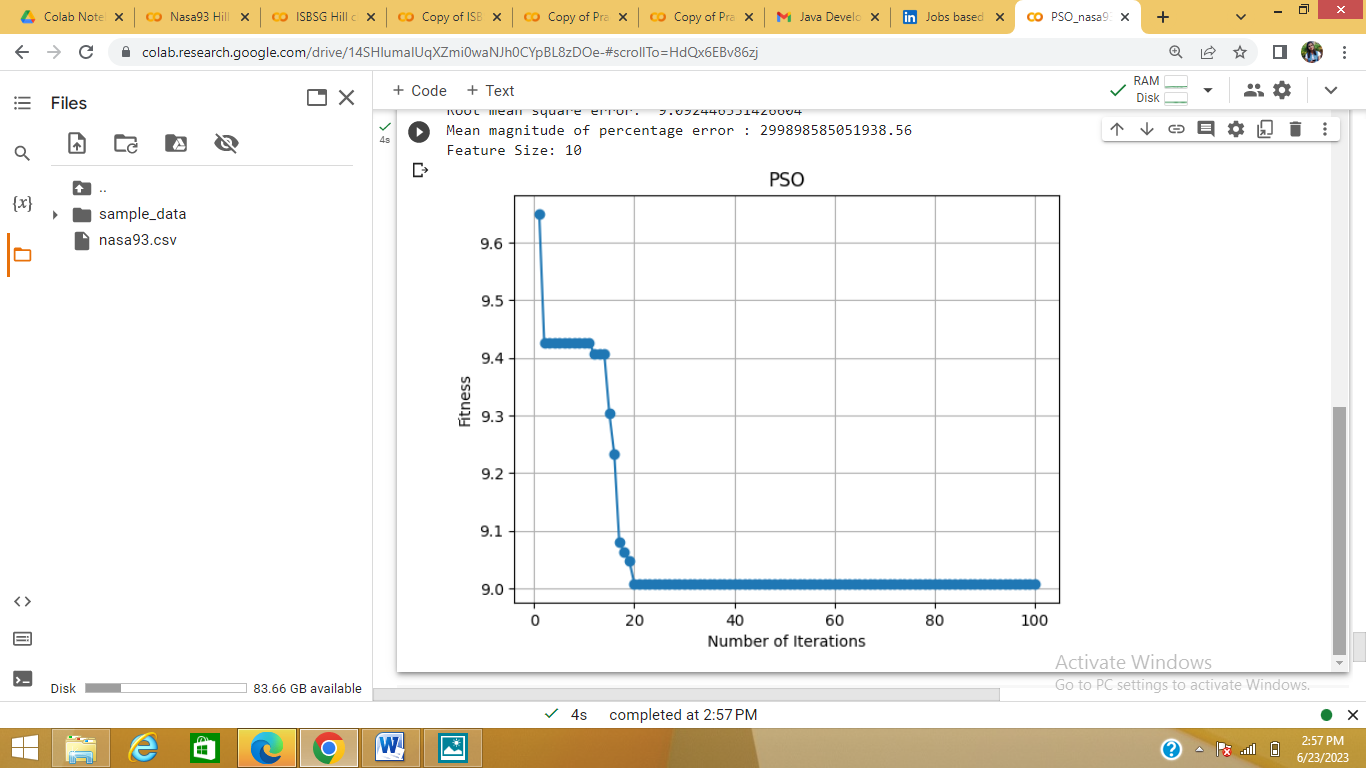 Colab Note
Nasa93 Hill
ISBSG Hill c
Copy of ISB
Copy of Pra
Copy of Pra
Java Develo
Jobs based
PSO_nasa9
colab.research.google.com/drive/14SHlumaIUqXZmi0waNJh0CYpBL8zDOe-#scrollTo=HdQx6EBv86zj
Files
+ Code + Text
RAM
Disk
..
sample_data
nasa93.csv
{x}
4s
Root mean square error: 9.092446551426604
Mean magnitude of percentage error : 299898585051938.56
Feature Size: 10
PSO
9.6
9.5
9.4
9.3
9.2
9.1
9.0
Fitness
0 20 40 60 80 100
Number of Iterations
Disk 83.66 GB available
Activate Windows
Go to PC settings to activate Windows.
4s completed at 2:57 PM
2:57 PM
6/23/2023